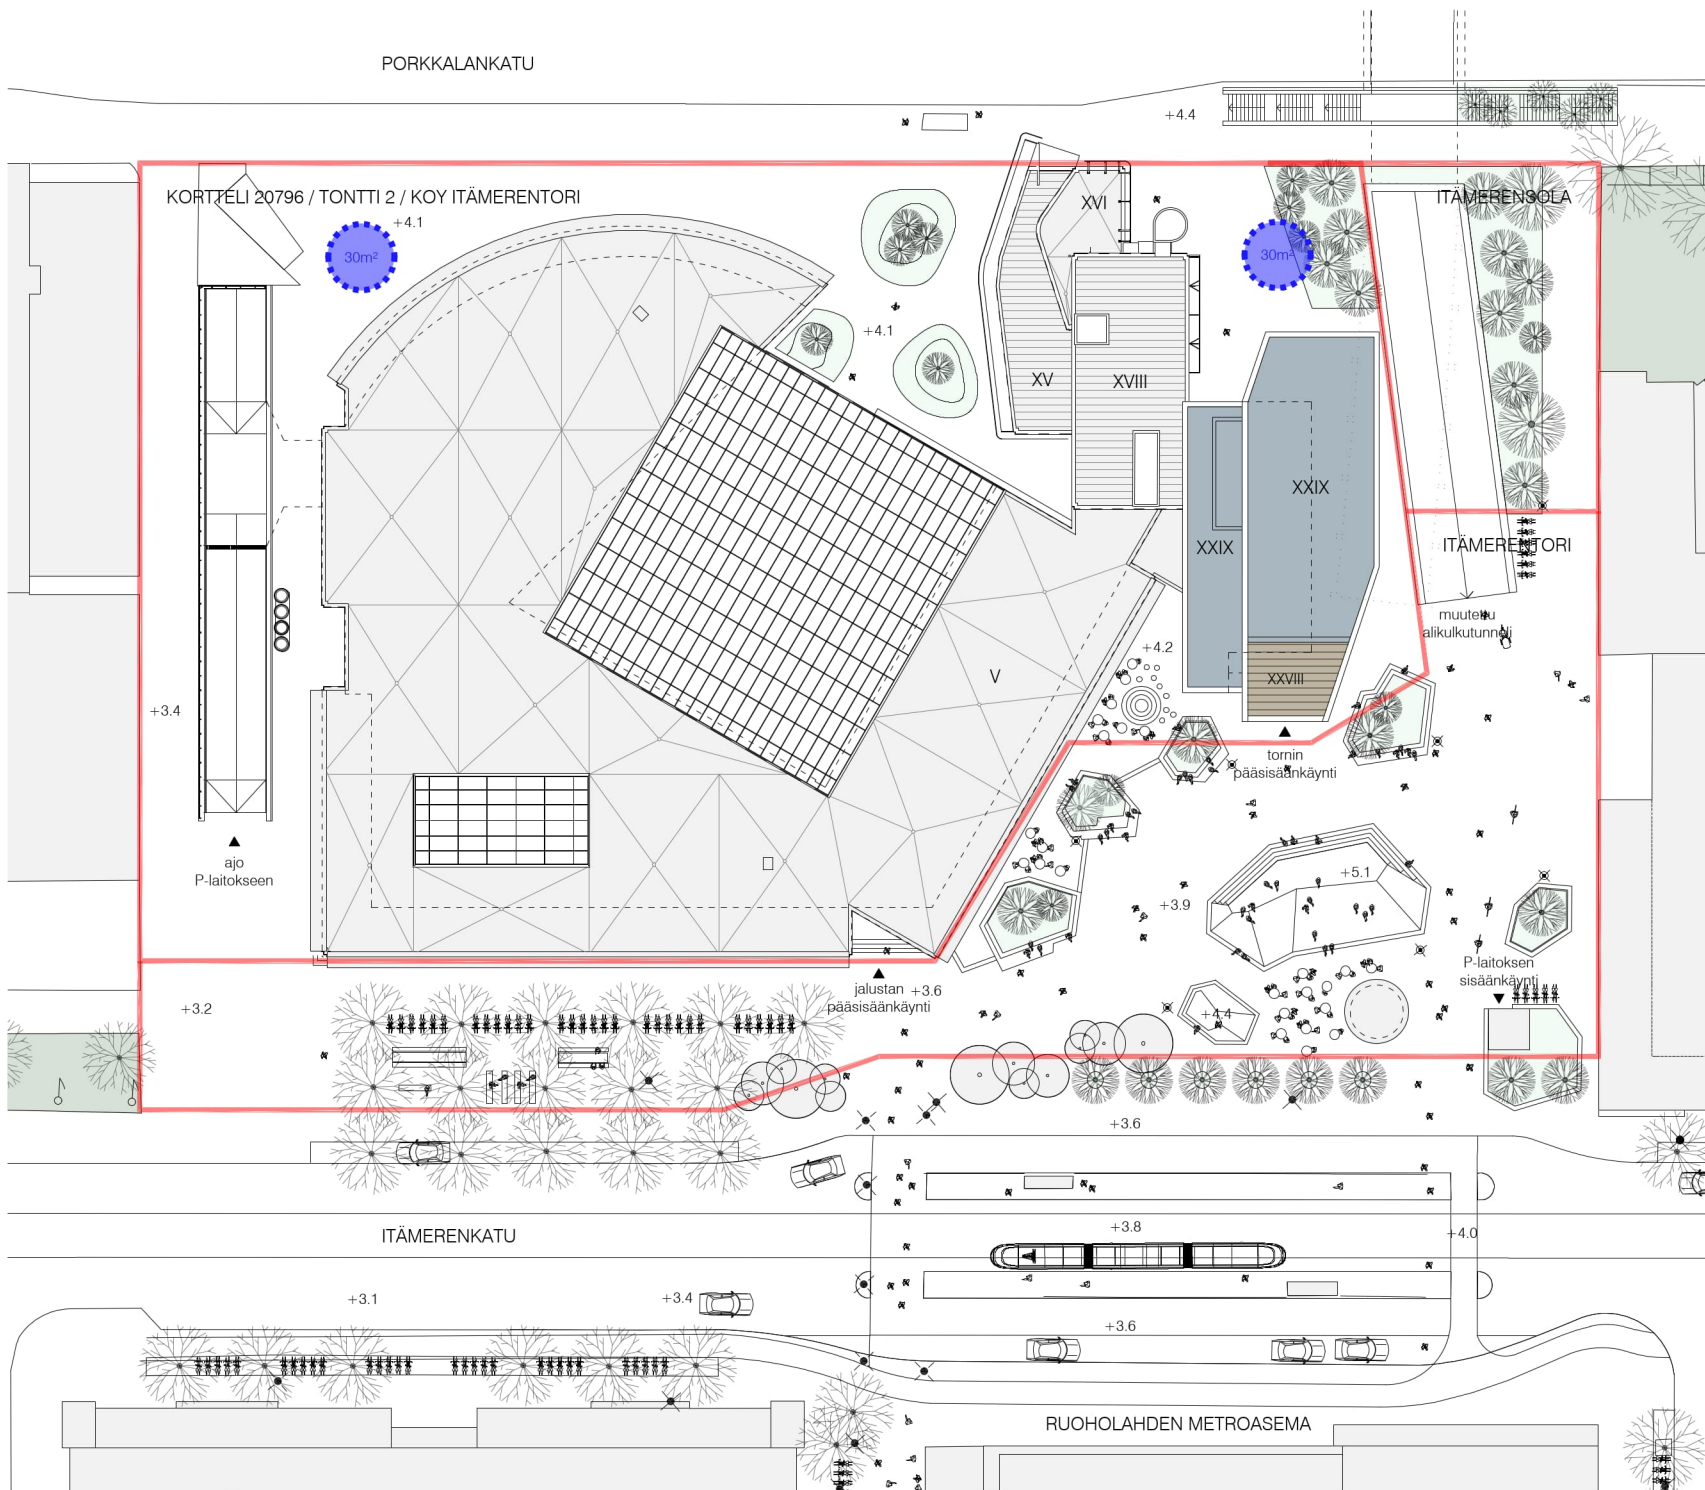 PORKKALANKATU
+4.4
KORTTELI 20796 / TONTTI 2 / KOY ITÄMERENTORI
ITÄMERENSOLA
XVI
+4.1
30m²
30m²
+4.1
XV
XVIII
XXIX
XXIX
ITÄMERENTORI
muutettu
alikulkutunneli
+4.2
V
XXVIII
+3.4
tornin
pääsisäänkäynti
ajo
P-laitokseen
+5.1
+3.9
P-laitoksen
sisäänkäynti
jalustan
pääsisäänkäynti
+3.6
+3.2
+4.4
+3.6
ITÄMERENKATU
+3.8
+4.0
+3.1
+3.4
+3.6
RUOHOLAHDEN METROASEMA